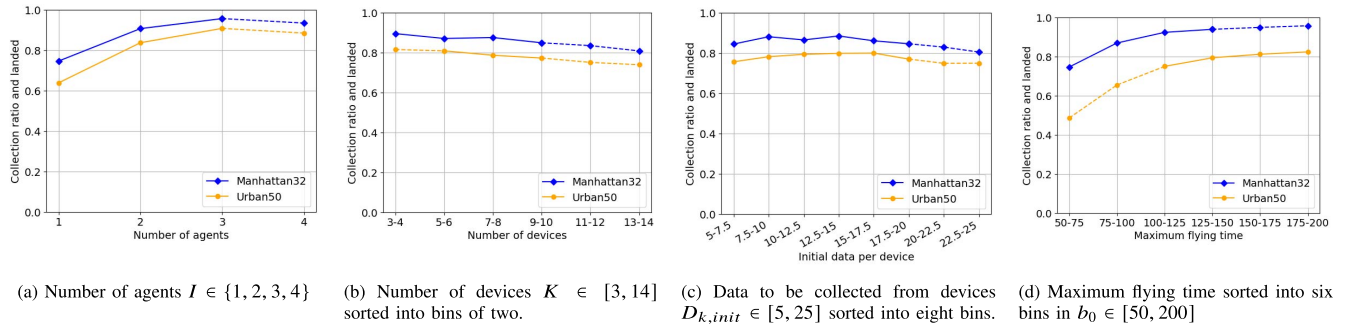 Collection ratio and landed
1.0
0.8
0.6
0.4
0.2
0.0
1
2
3
4
Number of agents
Manhattan32
Urban50
Collection ratio and landed
1.0
0.8
0.6
0.4
0.2
0.0
3-4
5-6
7-8
9-10
11-12
13-14
Number of devices
Manhattan32
Urban50
Collection ratio and landed
1.0
0.8
0.6
0.4
0.2
0.0
5-7.5
7.5-10
10-12.5
12.5-15
15-17.5
17.5-20
20-22.5
22.5-25
Initial data per device
Manhattan32
Urban50
Collection ratio and landed
1.0
0.8
0.6
0.4
0.2
0.0
50-75
75-100
100-125
125-150
150-175
175-200
Maximum flying time
Manhattan32
Urban50
(a) Number of agents I ∈ {1, 2, 3, 4}
(b) Number of devices K ∈ [3, 14]
sorted into bins of two.
(c) Data to be collected from devices
D_{k,init} ∈ [5, 25] sorted into eight bins.
(d) Maximum flying time sorted into six
bins in b_0 ∈ [50, 200]